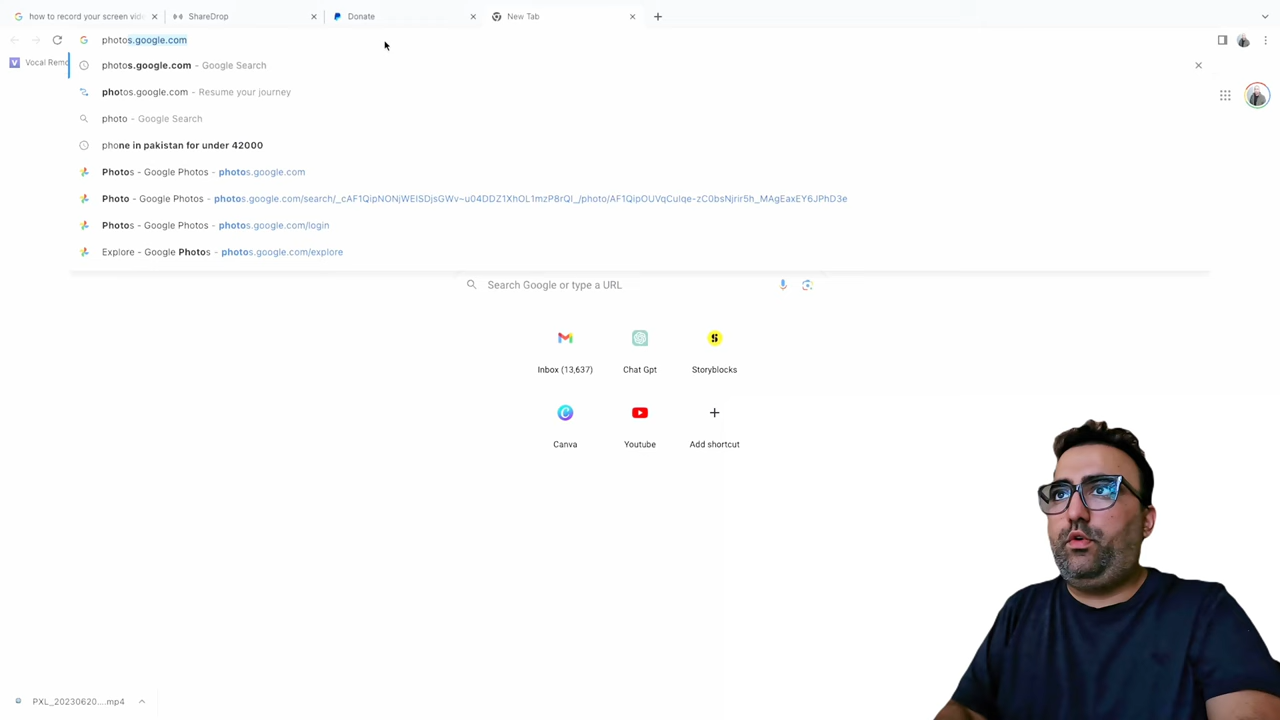 how to record your screen vide
ShareDrop
Donate
New Tab
photos.google.com
Vocal Remo
photos.google.com - Google Search
photos.google.com - Resume your journey
photo - Google Search
phone in pakistan for under 42000
Photos - Google Photos - photos.google.com
Photo - Google Photos - photos.google.com/search/_cAF1QipNONjWEISDjsGWv~u04DDZ1XhOL1mzP8rQl_/photo/AF1QipOUVqCulqe-zC0bsNjrir5h_MAgEaxEY6JPhD3e
Photos - Google Photos - photos.google.com/login
Explore - Google Photos - photos.google.com/explore
Search Google or type a URL
Inbox (13,637)
Chat Gpt
Storyblocks
Canva
Youtube
Add shortcut
PXL_20230620....mp4